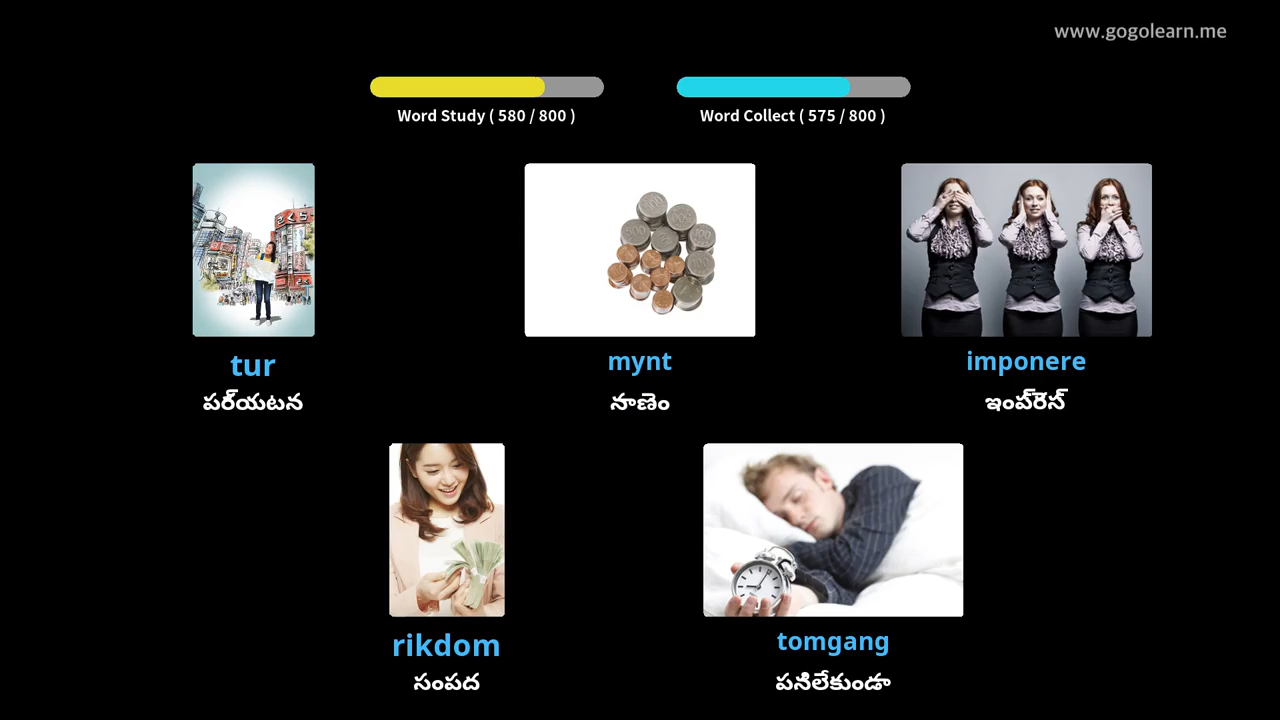 www.gogolearn.me
Word Study ( 580 / 800 )
Word Collect ( 575 / 800 )
tur
పర్యటన
mynt
నాణెం
imponere
ఇంప్రెస్
rikdom
సంపద
tomgang
పనిలేకుండా